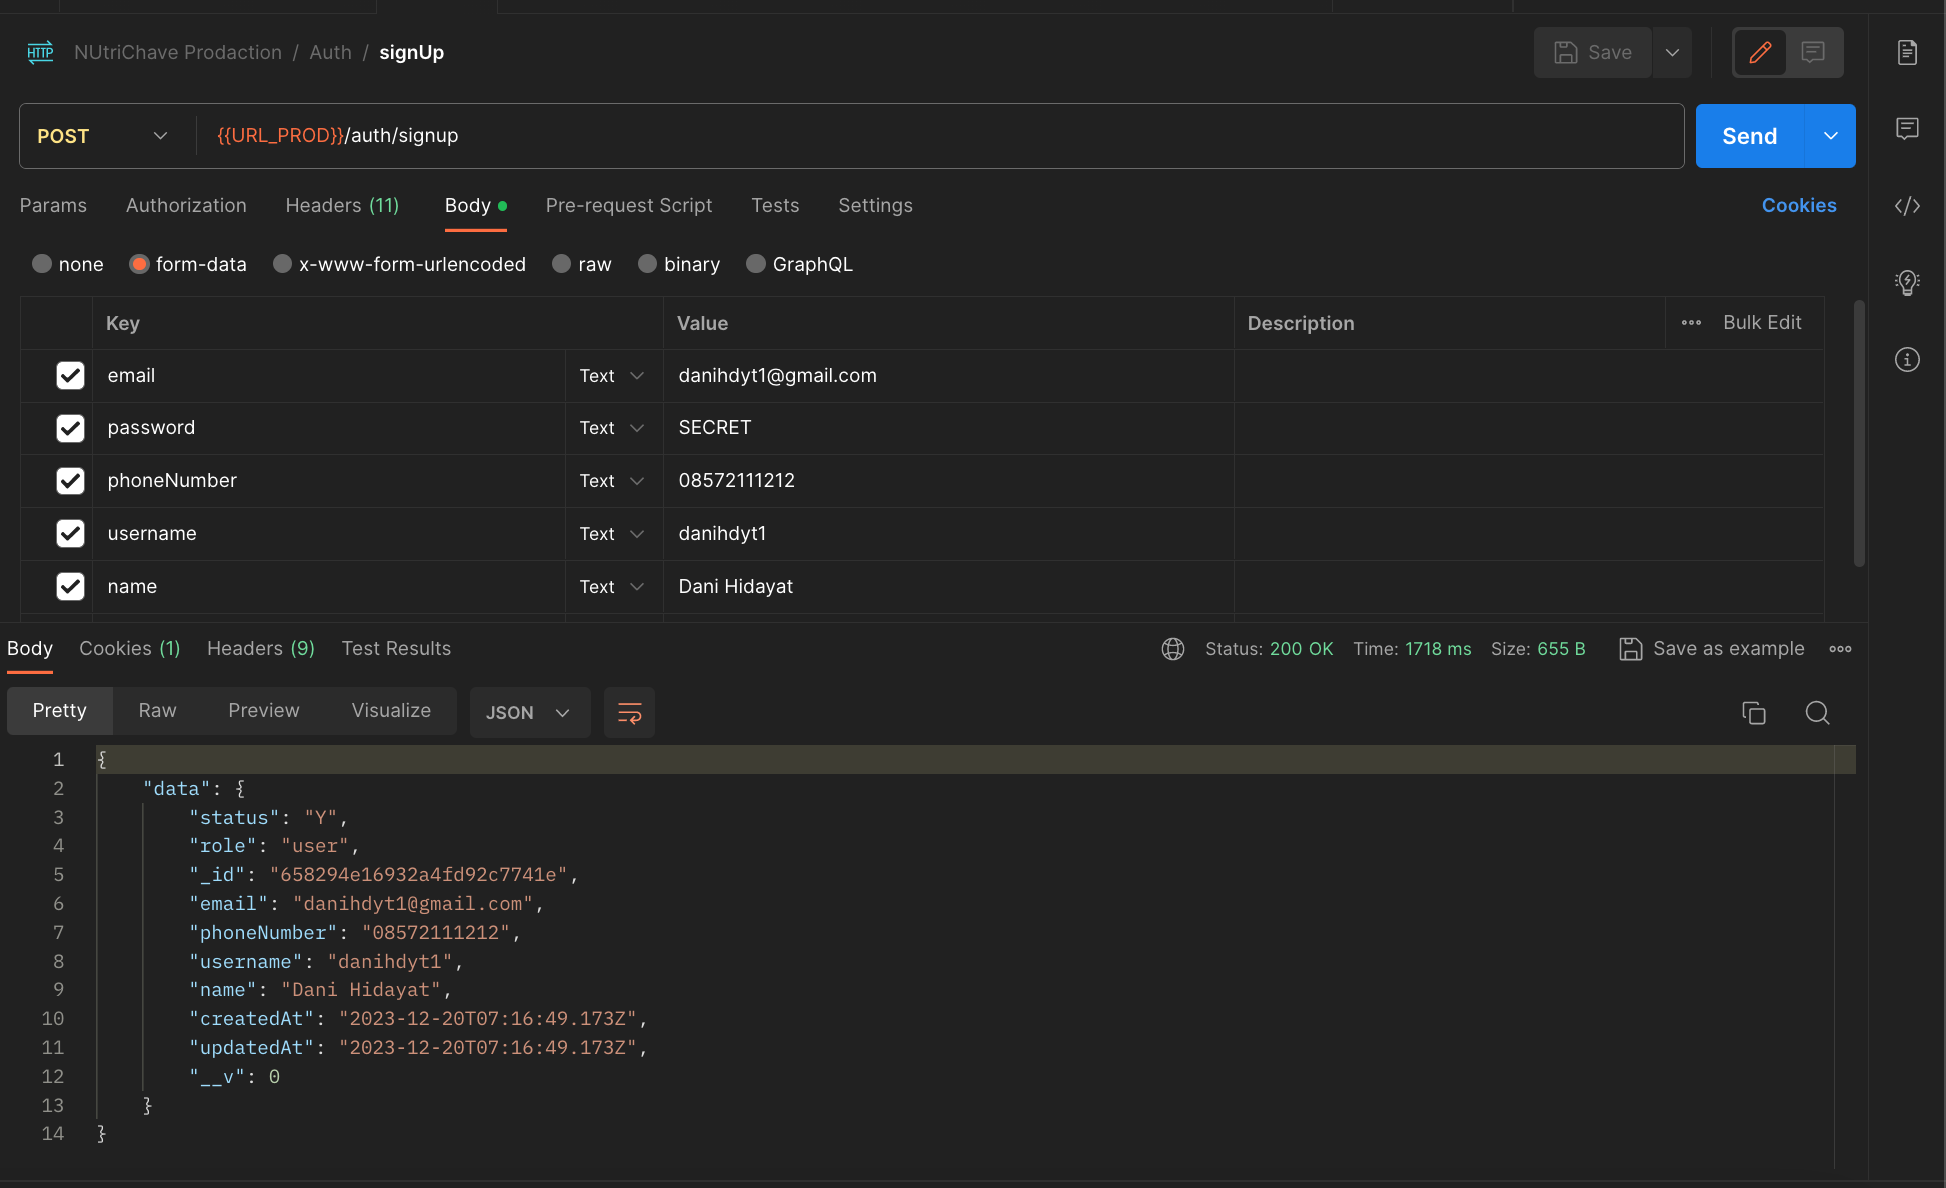 HTTP NUtriChave Prodaction / Auth / signUp Save
POST {{URL_PROD}}/auth/signup Send
Params Authorization Headers (11) Body Pre-request Script Tests Settings Cookies
none form-data x-www-form-urlencoded raw binary GraphQL
Key Value Description Bulk Edit
email Text danihdyt1@gmail.com
password Text SECRET
phoneNumber Text 08572111212
username Text danihdyt1
name Text Dani Hidayat
Body Cookies (1) Headers (9) Test Results Status: 200 OK Time: 1718 ms Size: 655 B Save as example
Pretty Raw Preview Visualize JSON
1 {
2 "data": {
3 "status": "Y",
4 "role": "user",
5 "_id": "658294e16932a4fd92c7741e",
6 "email": "danihdyt1@gmail.com",
7 "phoneNumber": "08572111212",
8 "username": "danihdyt1",
9 "name": "Dani Hidayat",
10 "createdAt": "2023-12-20T07:16:49.173Z",
11 "updatedAt": "2023-12-20T07:16:49.173Z",
12 "__v": 0
13 }
14 }